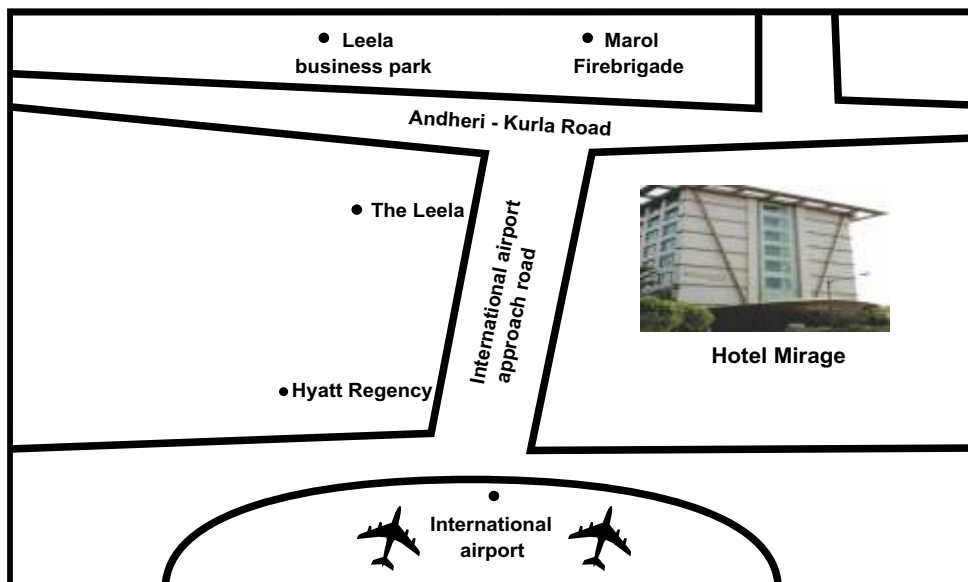 Leela
business park
Marol
Firebrigade
Andheri - Kurla Road
The Leela
International airport
approach road
Hotel Mirage
Hyatt Regency
International
airport